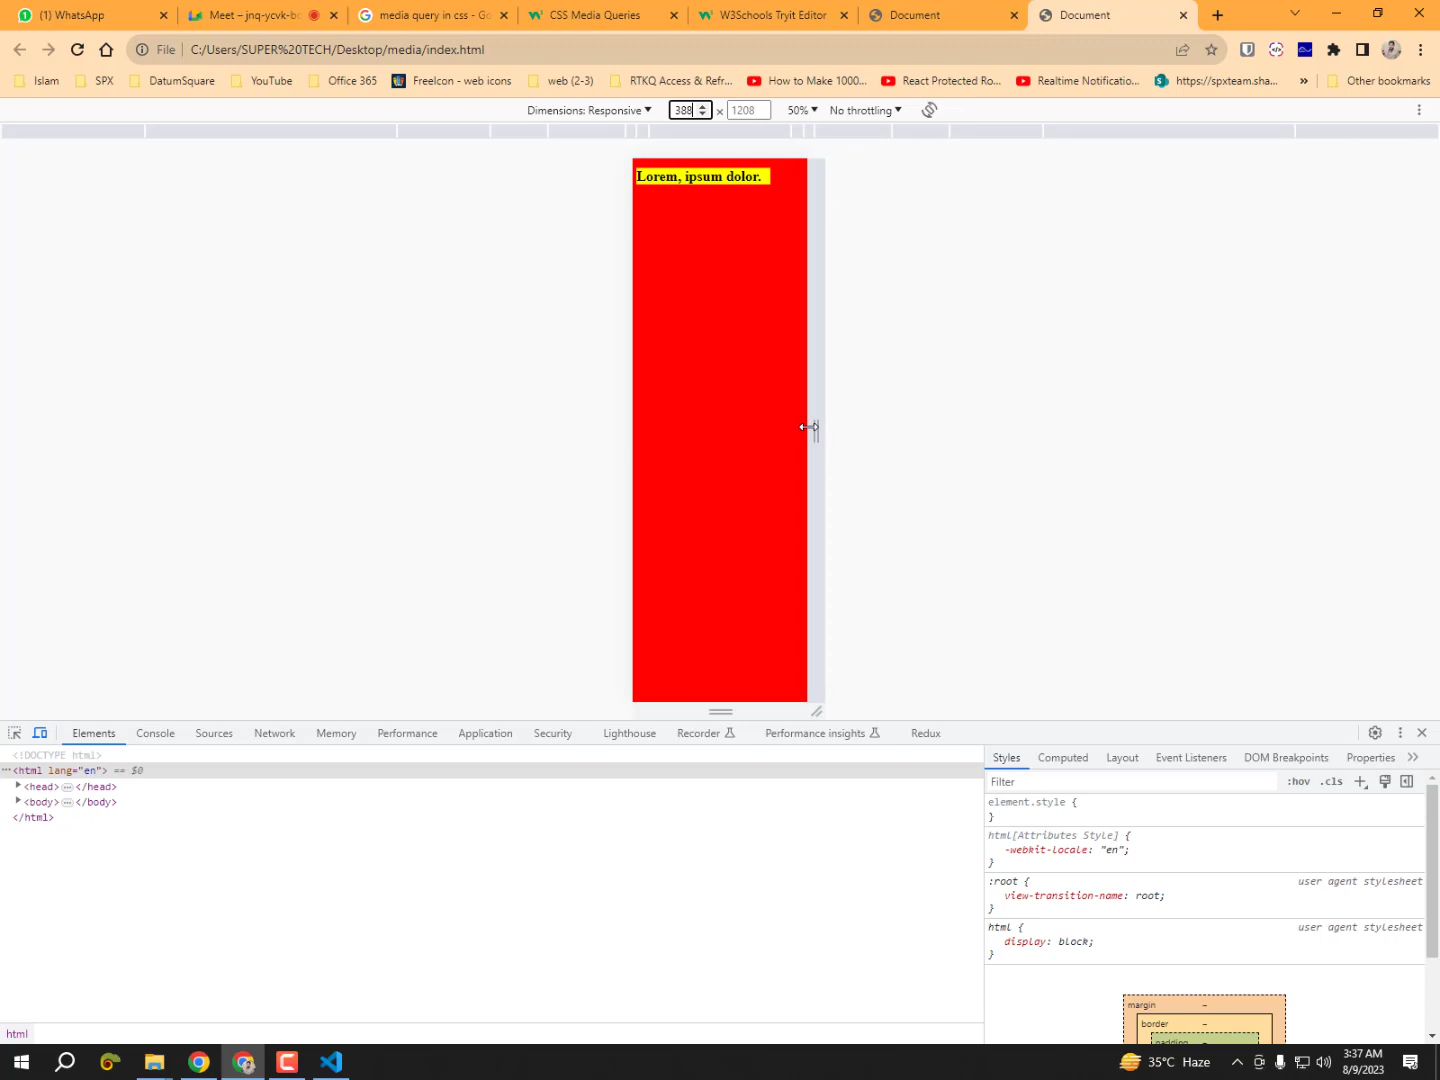 (1) WhatsApp
Meet – jnq-ycvk-b
media query in css - Go
CSS Media Queries
W3Schools Tryit Editor
Document
Document
File
C:/Users/SUPER%20TECH/Desktop/media/index.html
Islam
SPX
DatumSquare
YouTube
Office 365
FreeIcon - web icons
web (2-3)
RTKQ Access & Refr...
How to Make 1000...
React Protected Ro...
Realtime Notificatio...
https://spxteam.sha...
»
Other bookmarks
Dimensions: Responsive
388
×
1208
50%
No throttling
Lorem, ipsum dolor.
Elements
Console
Sources
Network
Memory
Performance
Application
Security
Lighthouse
Recorder
Performance insights
Redux
<!DOCTYPE html>
···<html lang="en"> == $0
<head>…</head>
<body>…</body>
</html>
html
Styles
Computed
Layout
Event Listeners
DOM Breakpoints
Properties
»
Filter
:hov
.cls
element.style {
}
html[Attributes Style] {
-webkit-locale: "en";
}
:root {
user agent stylesheet
view-transition-name: root;
}
html {
user agent stylesheet
display: block;
}
margin
–
border
–
padding
35°C Haze
3:37 AM
8/9/2023